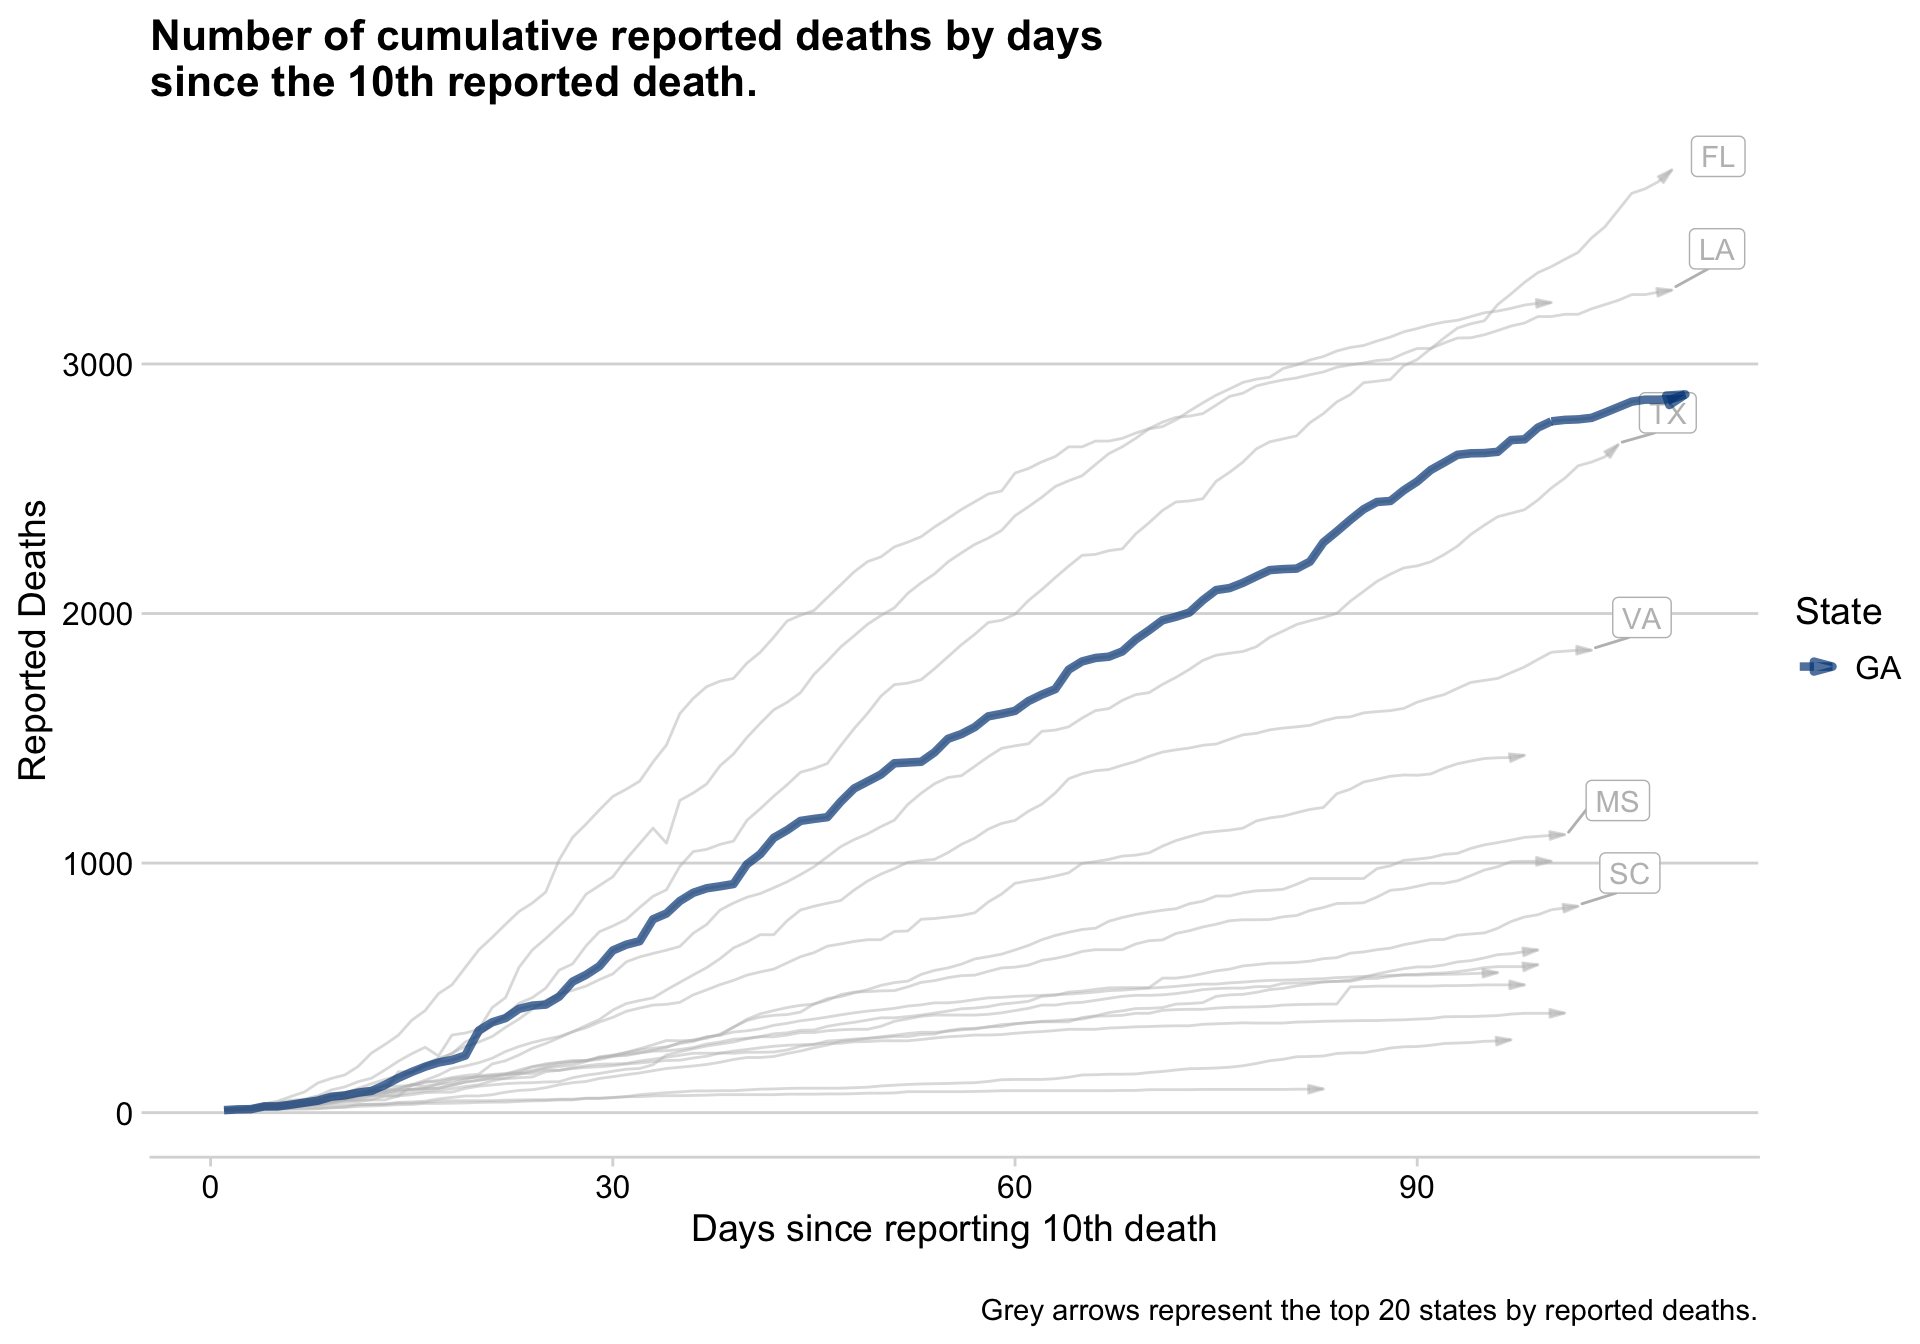 Number of cumulative reported deaths by days
since the 10th reported death.
FL
LA
3000
TX
2000
VA
State
GA
MS
1000
SC
0
Reported Deaths
0 30 60 90
Days since reporting 10th death
Grey arrows represent the top 20 states by reported deaths.